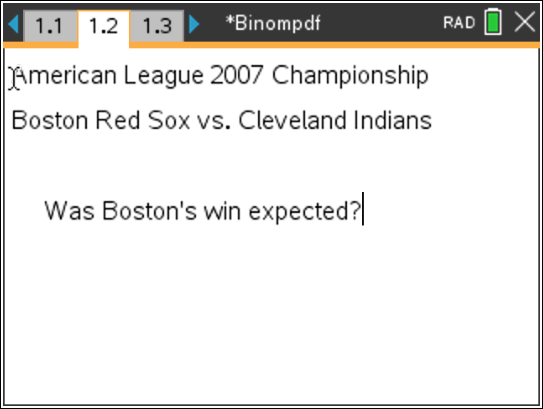 1.1 1.2 1.3 *Binompdf RAD
American League 2007 Championship
Boston Red Sox vs. Cleveland Indians
Was Boston's win expected?